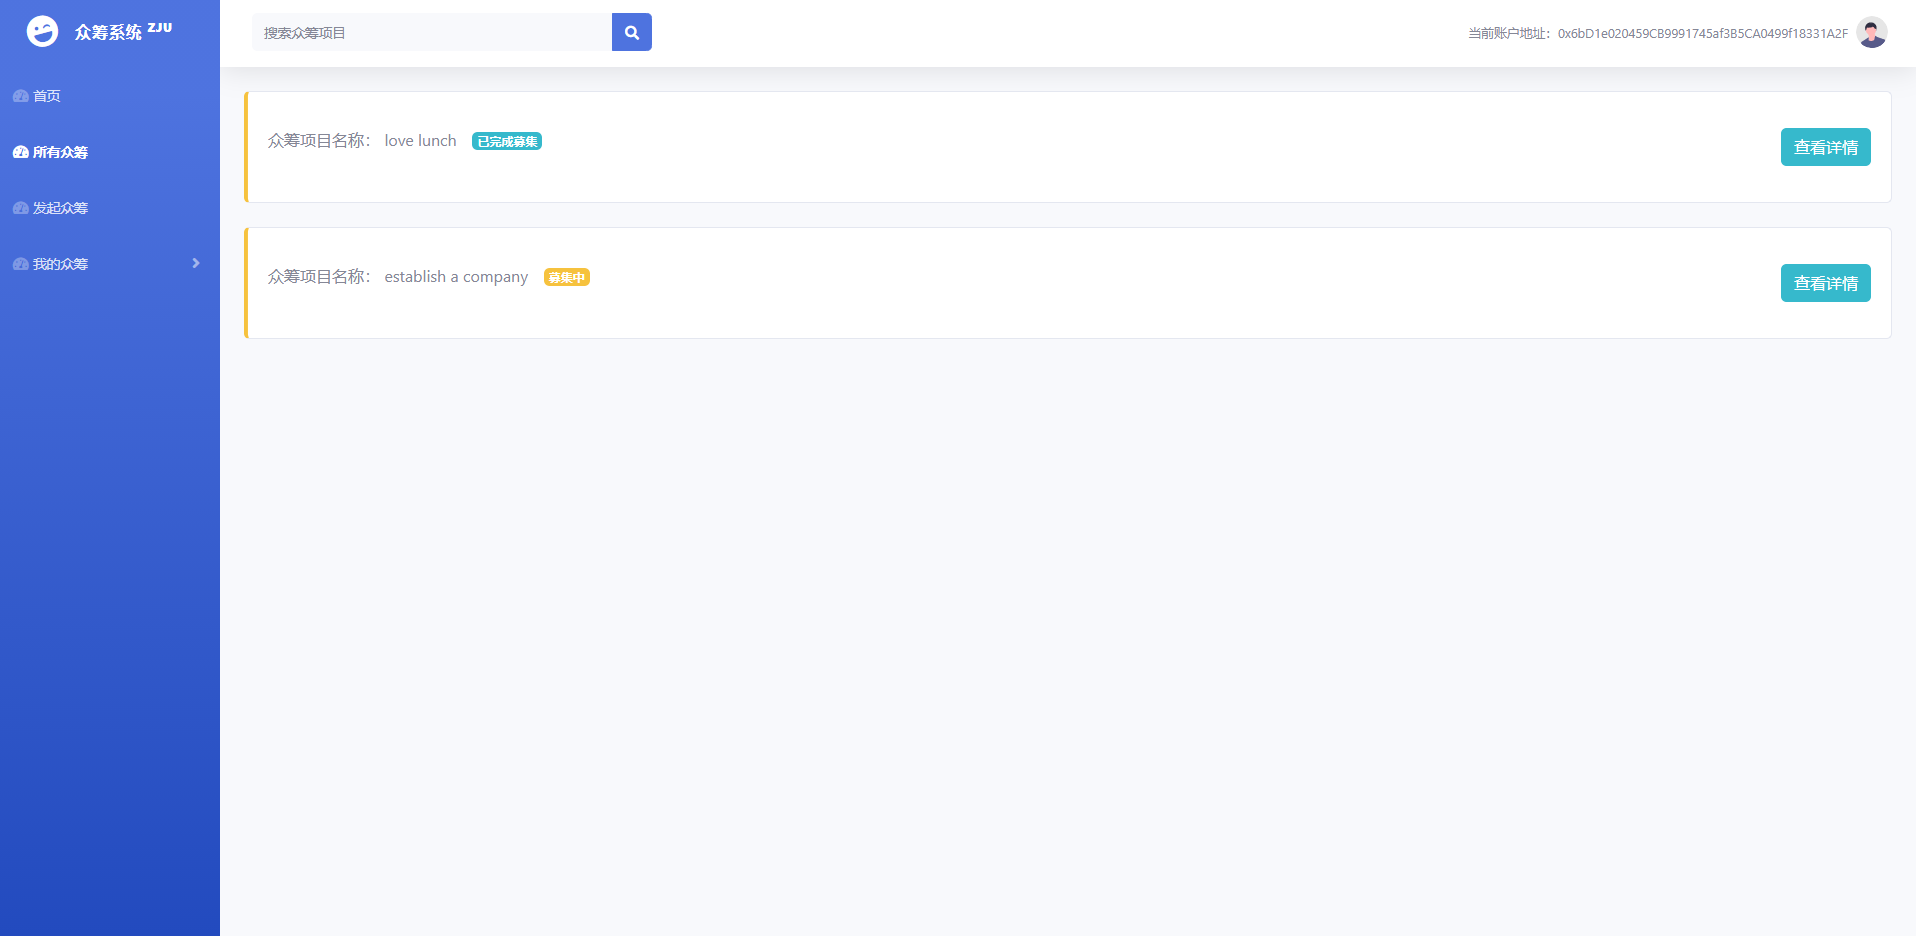 众筹系统 ZJU
搜索众筹项目
当前账户地址：0x6bD1e020459CB9991745af3B5CA0499f18331A2F
首页
所有众筹
发起众筹
我的众筹
众筹项目名称： love lunch 已完成募集
查看详情
众筹项目名称： establish a company 募集中
查看详情